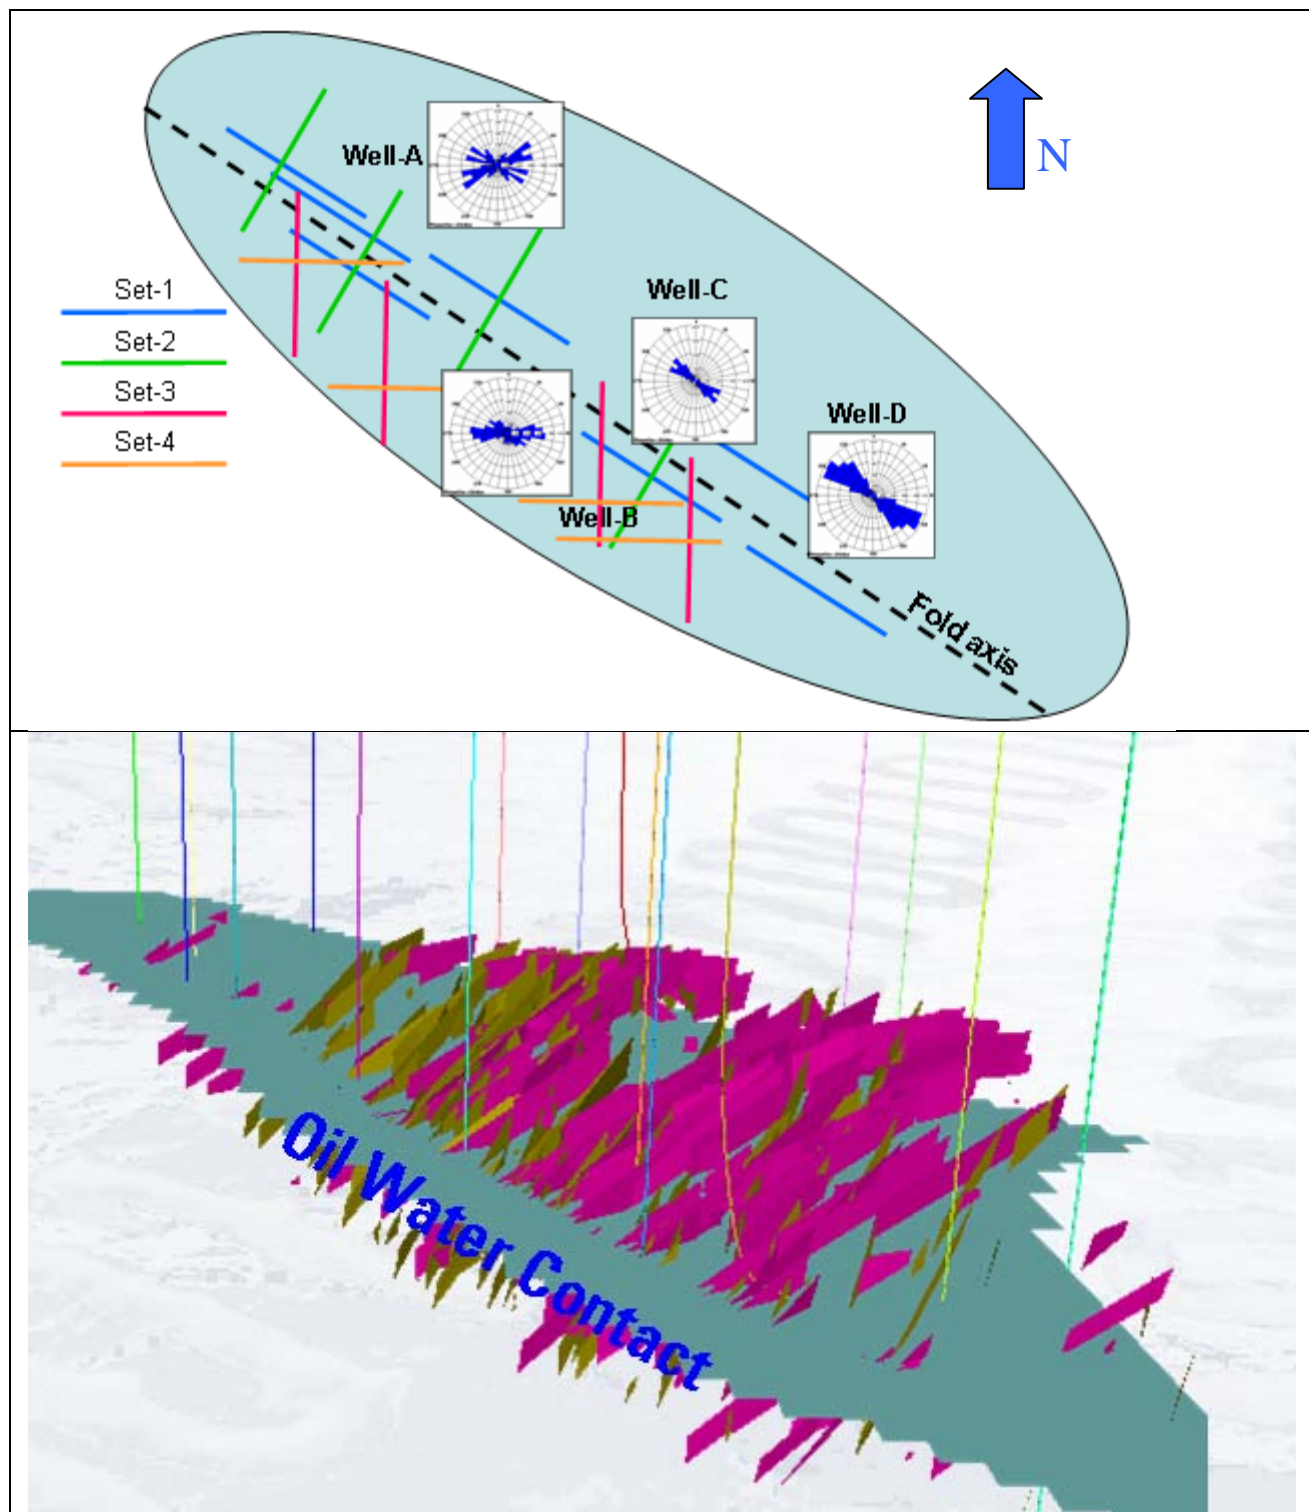 Well-A
N
Set-1
Set-2
Set-3
Set-4
Well-C
Well-D
Well-B
Fold axis
Oil Water Contact